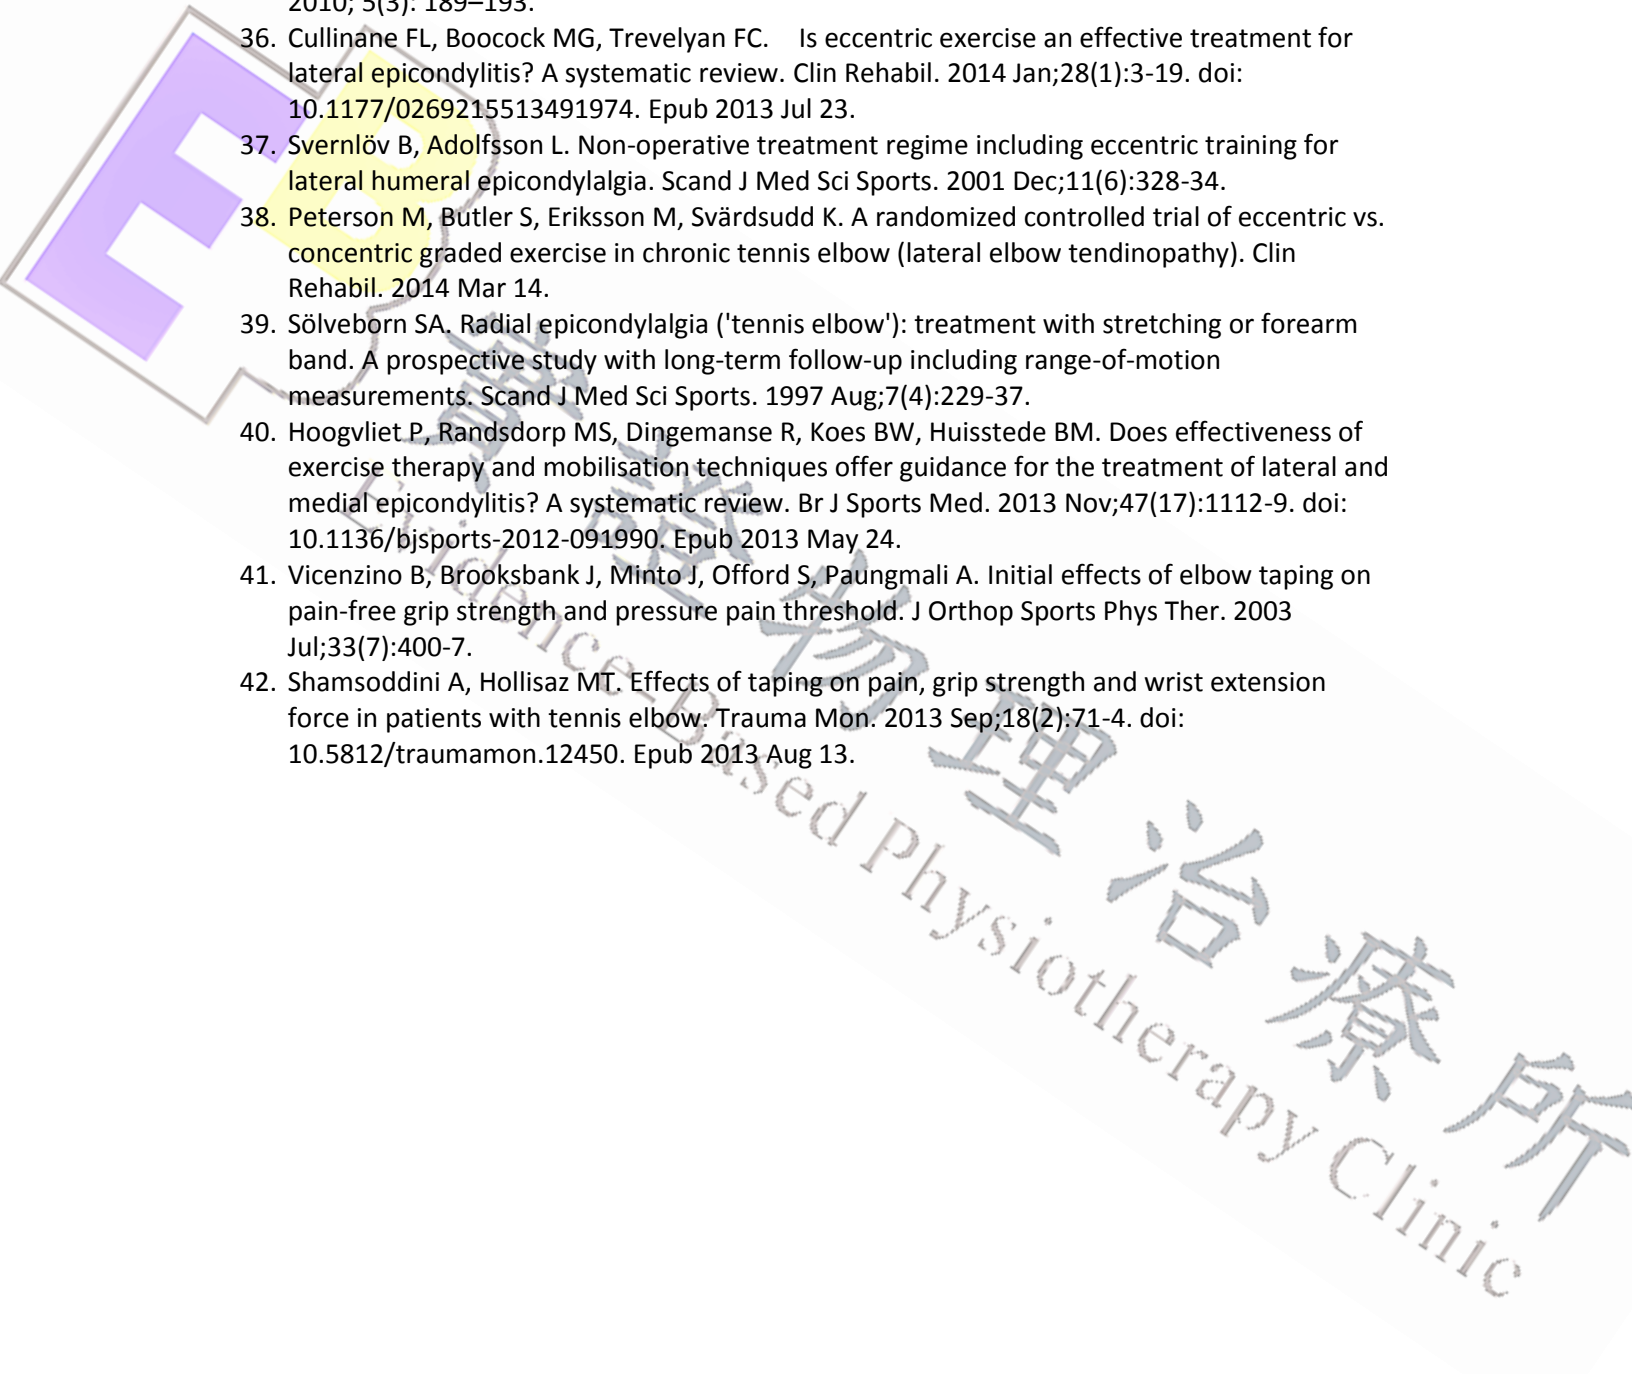 2010; 5(3): 189–193.
36. Cullinane FL, Boocock MG, Trevelyan FC.    Is eccentric exercise an effective treatment for
lateral epicondylitis? A systematic review. Clin Rehabil. 2014 Jan;28(1):3-19. doi:
10.1177/0269215513491974. Epub 2013 Jul 23.
37. Svernlöv B, Adolfsson L. Non-operative treatment regime including eccentric training for
lateral humeral epicondylalgia. Scand J Med Sci Sports. 2001 Dec;11(6):328-34.
38. Peterson M, Butler S, Eriksson M, Svärdsudd K. A randomized controlled trial of eccentric vs.
concentric graded exercise in chronic tennis elbow (lateral elbow tendinopathy). Clin
Rehabil. 2014 Mar 14.
39. Sölveborn SA. Radial epicondylalgia ('tennis elbow'): treatment with stretching or forearm
band. A prospective study with long-term follow-up including range-of-motion
measurements. Scand J Med Sci Sports. 1997 Aug;7(4):229-37.
40. Hoogvliet P, Randsdorp MS, Dingemanse R, Koes BW, Huisstede BM. Does effectiveness of
exercise therapy and mobilisation techniques offer guidance for the treatment of lateral and
medial epicondylitis? A systematic review. Br J Sports Med. 2013 Nov;47(17):1112-9. doi:
10.1136/bjsports-2012-091990. Epub 2013 May 24.
41. Vicenzino B, Brooksbank J, Minto J, Offord S, Paungmali A. Initial effects of elbow taping on
pain-free grip strength and pressure pain threshold. J Orthop Sports Phys Ther. 2003
Jul;33(7):400-7.
42. Shamsoddini A, Hollisaz MT. Effects of taping on pain, grip strength and wrist extension
force in patients with tennis elbow. Trauma Mon. 2013 Sep;18(2):71-4. doi:
10.5812/traumamon.12450. Epub 2013 Aug 13.
EB
實證物理治療所
Evidence-Based Physiotherapy Clinic